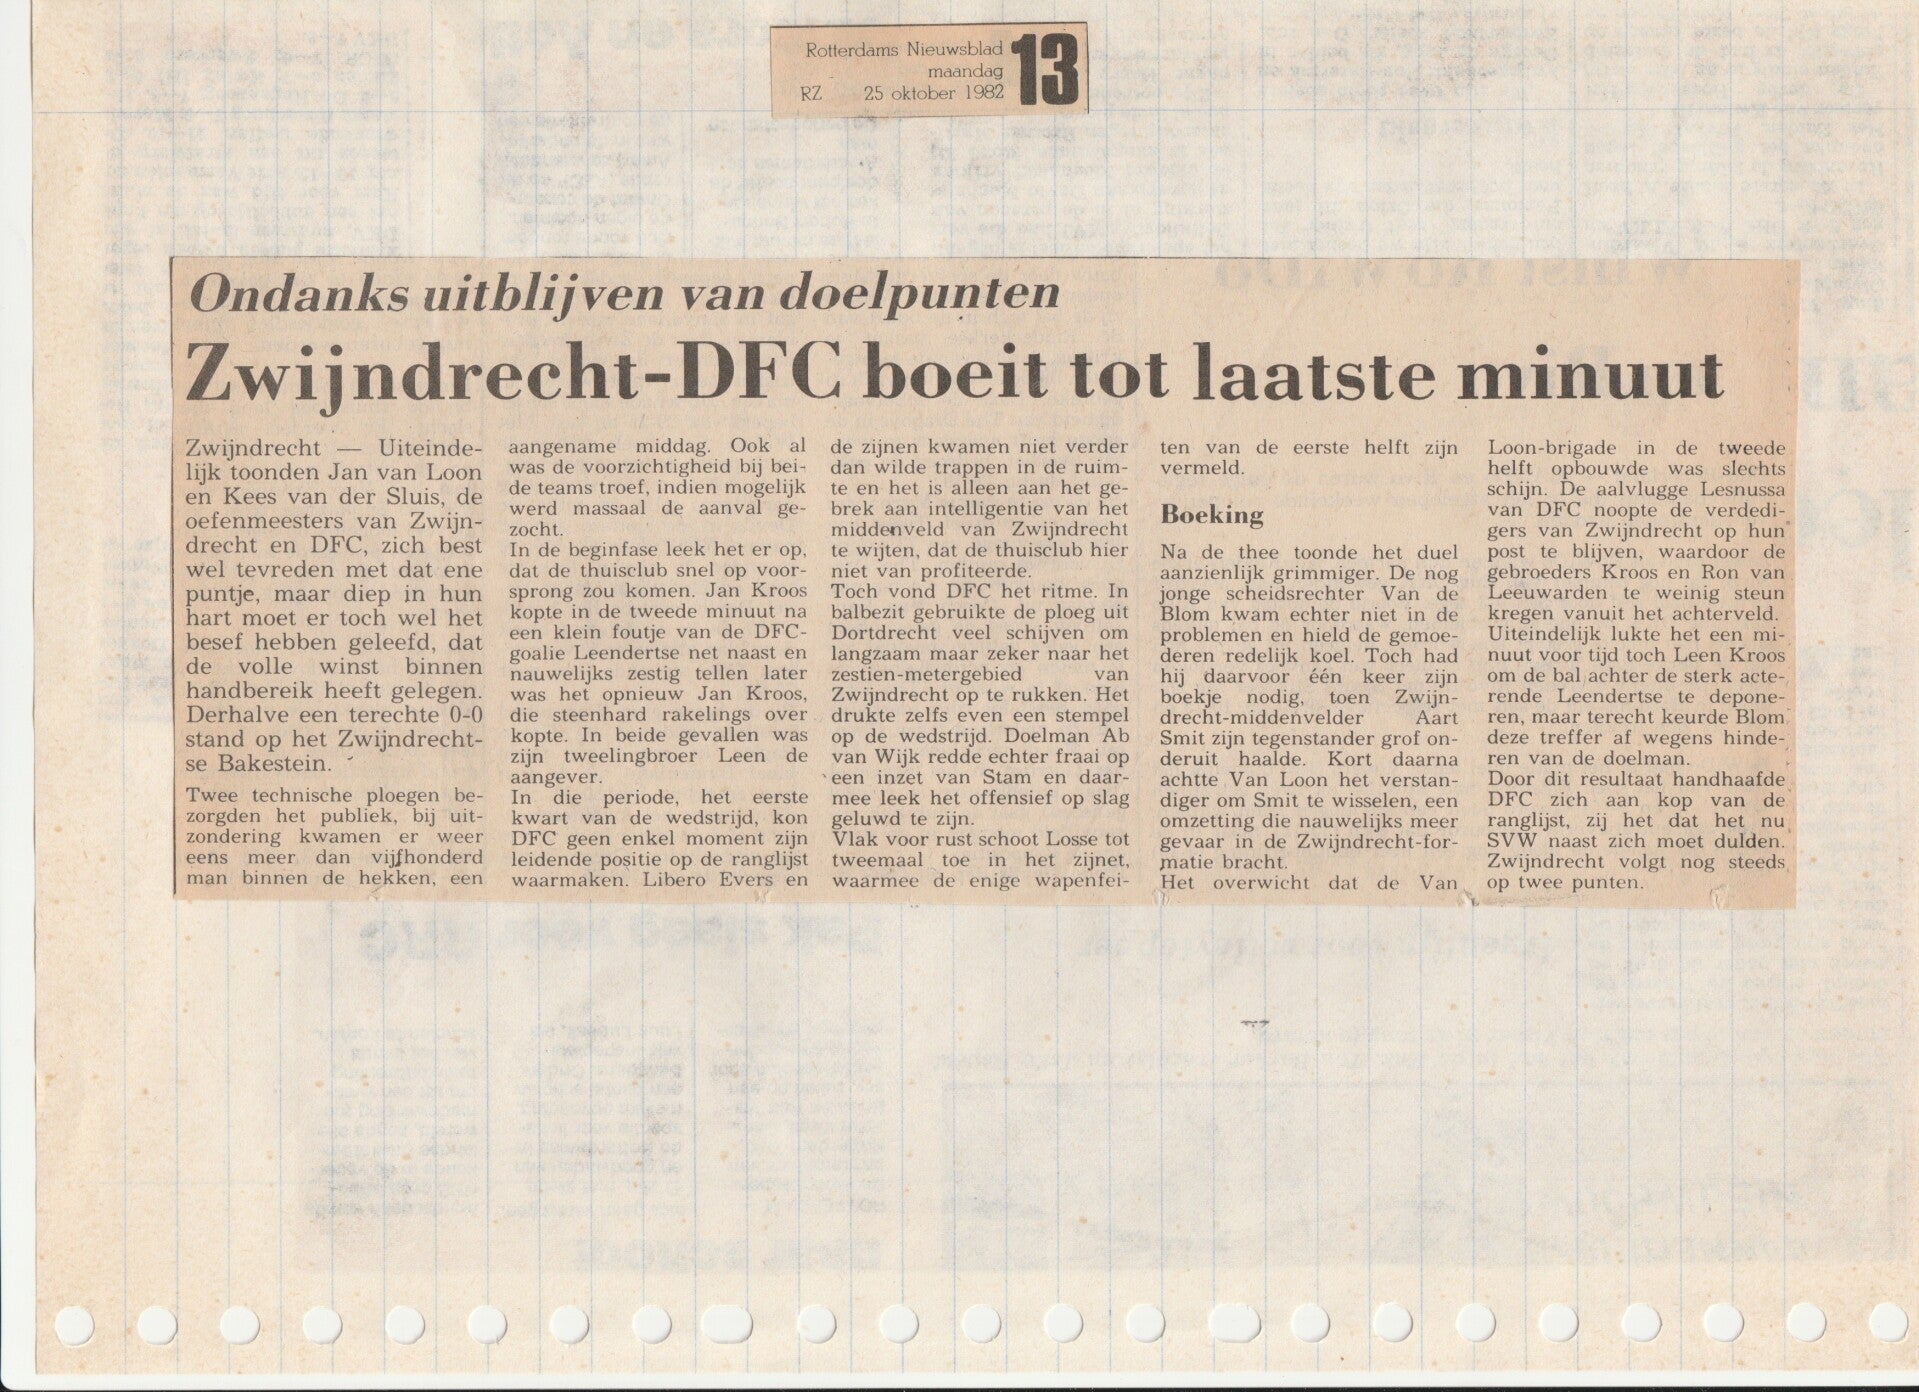 Rotterdams Nieuwsblad
maandag
RZ 25 oktober 1982
13
Ondanks uitblijven van doelpunten
Zwijndrecht-DFC boeit tot laatste minuut
Zwijndrecht — Uiteinde-
lijk toonden Jan van Loon
en Kees van der Sluis, de
oefenmeesters van Zwijn-
drecht en DFC, zich best
wel tevreden met dat ene
puntje, maar diep in hun
hart moet er toch wel het
besef hebben geleefd, dat
de volle winst binnen
handbereik heeft gelegen.
Derhalve een terechte 0-0
stand op het Zwijndrecht-
se Bakestein.
Twee technische ploegen be-
zorgden het publiek, bij uit-
zondering kwamen er weer
eens meer dan vijfhonderd
man binnen de hekken, een
aangename middag. Ook al
was de voorzichtigheid bij bei-
de teams troef, indien mogelijk
werd massaal de aanval ge-
zocht.
In de beginfase leek het er op,
dat de thuisclub snel op voor-
sprong zou komen. Jan Kroos
kopte in de tweede minuut na
een klein foutje van de DFC-
goalie Leendertse net naast en
nauwelijks zestig tellen later
was het opnieuw Jan Kroos,
die steenhard rakelings over
kopte. In beide gevallen was
zijn tweelingbroer Leen de
aangever.
In die periode, het eerste
kwart van de wedstrijd, kon
DFC geen enkel moment zijn
leidende positie op de ranglijst
waarmaken. Libero Evers en
de zijnen kwamen niet verder
dan wilde trappen in de ruim-
te en het is alleen aan het ge-
brek aan intelligentie van het
middenveld van Zwijndrecht
te wijten, dat de thuisclub hier
niet van profiteerde.
Toch vond DFC het ritme. In
balbezit gebruikte de ploeg uit
Dortdrecht veel schijven om
langzaam maar zeker naar het
zestien-metergebied van
Zwijndrecht op te rukken. Het
drukte zelfs even een stempel
op de wedstrijd. Doelman Ab
van Wijk redde echter fraai op
een inzet van Stam en daar-
mee leek het offensief op slag
geluwd te zijn.
Vlak voor rust schoot Losse tot
tweemaal toe in het zijnet,
waarmee de enige wapenfei-
ten van de eerste helft zijn
vermeld.
Boeking
Na de thee toonde het duel
aanzienlijk grimmiger. De nog
jonge scheidsrechter Van de
Blom kwam echter niet in de
problemen en hield de gemoe-
deren redelijk koel. Toch had
hij daarvoor één keer zijn
boekje nodig, toen Zwijn-
drecht-middenvelder Aart
Smit zijn tegenstander grof on-
deruit haalde. Kort daarna
achtte Van Loon het verstan-
diger om Smit te wisselen, een
omzetting die nauwelijks meer
gevaar in de Zwijndrecht-for-
matie bracht.
Het overwicht dat de Van
Loon-brigade in de tweede
helft opbouwde was slechts
schijn. De aalvlugge Lesnussa
van DFC noopte de verdedi-
gers van Zwijndrecht op hun
post te blijven, waardoor de
gebroeders Kroos en Ron van
Leeuwarden te weinig steun
kregen vanuit het achterveld.
Uiteindelijk lukte het een mi-
nuut voor tijd toch Leen Kroos
om de bal achter de sterk acte-
rende Leendertse te depone-
ren, maar terecht keurde Blom
deze treffer af wegens hinde-
ren van de doelman.
Door dit resultaat handhaafde
DFC zich aan kop van de
ranglijst, zij het dat het nu
SVW naast zich moet dulden.
Zwijndrecht volgt nog steeds
op twee punten.